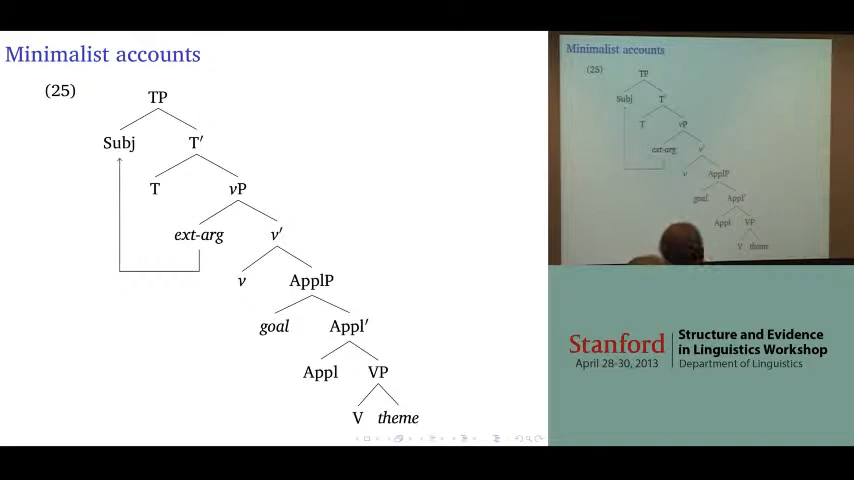 Minimalist accounts
(25)
TP
Subj T′
T vP
ext-arg v′
v ApplP
goal Appl′
Appl VP
V theme
Minimalist accounts
(25)
TP
Subj T′
T vP
ext-arg v′
v ApplP
goal Appl′
Appl VP
V theme
Stanford
April 28-30, 2013
Structure and Evidence
in Linguistics Workshop
Department of Linguistics